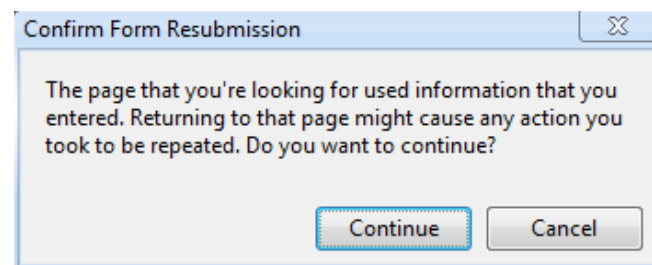 Confirm Form Resubmission
The page that you're looking for used information that you
entered. Returning to that page might cause any action you
took to be repeated. Do you want to continue?
Continue
Cancel